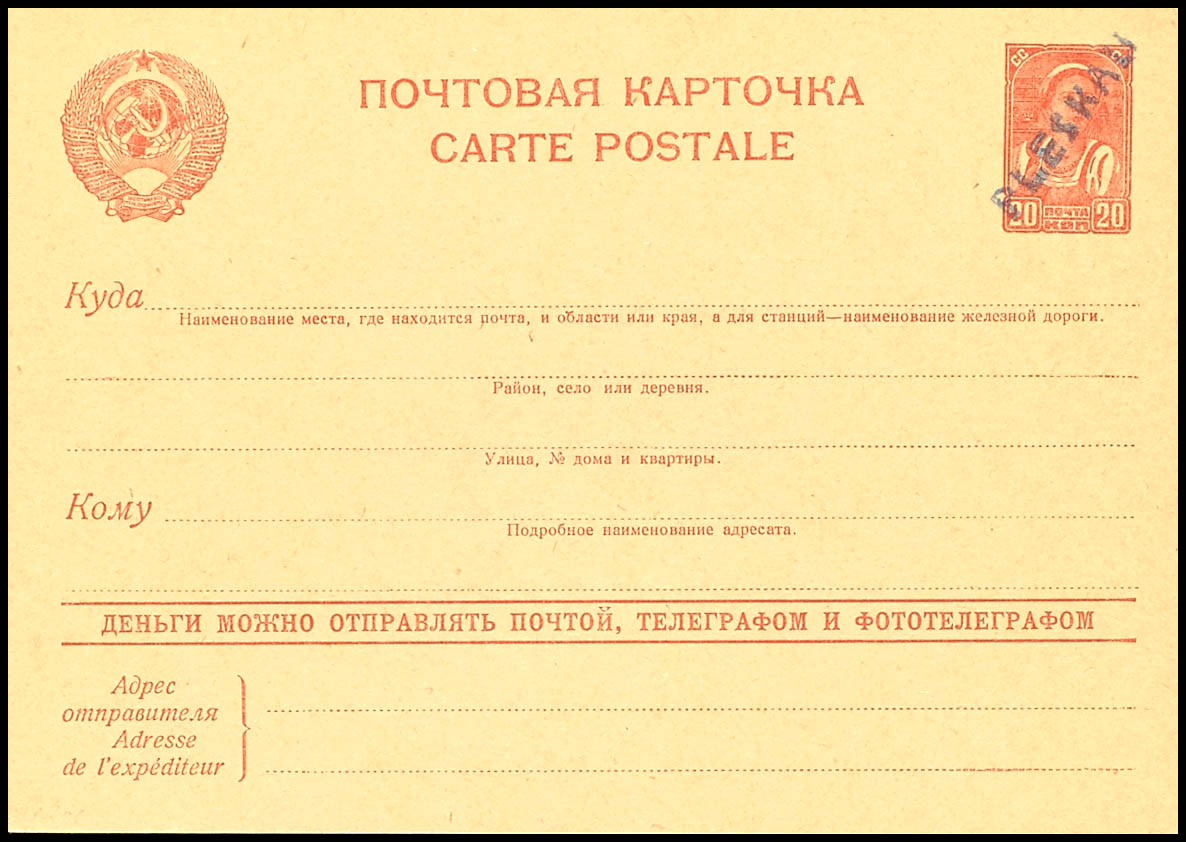 ПОЧТОВАЯ КАРТОЧКА
CARTE POSTALE
СС
PLESKAU
20 ПОЧТА КОП 20
Куда
Наименование места, где находится почта, и области или края, а для станций—наименование железной дороги.
Район, село или деревня.
Улица, № дома и квартиры.
Кому
Подробное наименование адресата.
ДЕНЬГИ МОЖНО ОТПРАВЛЯТЬ ПОЧТОЙ, ТЕЛЕГРАФОМ И ФОТОТЕЛЕГРАФОМ
Адрес
отправителя
Adresse
de l'expéditeur